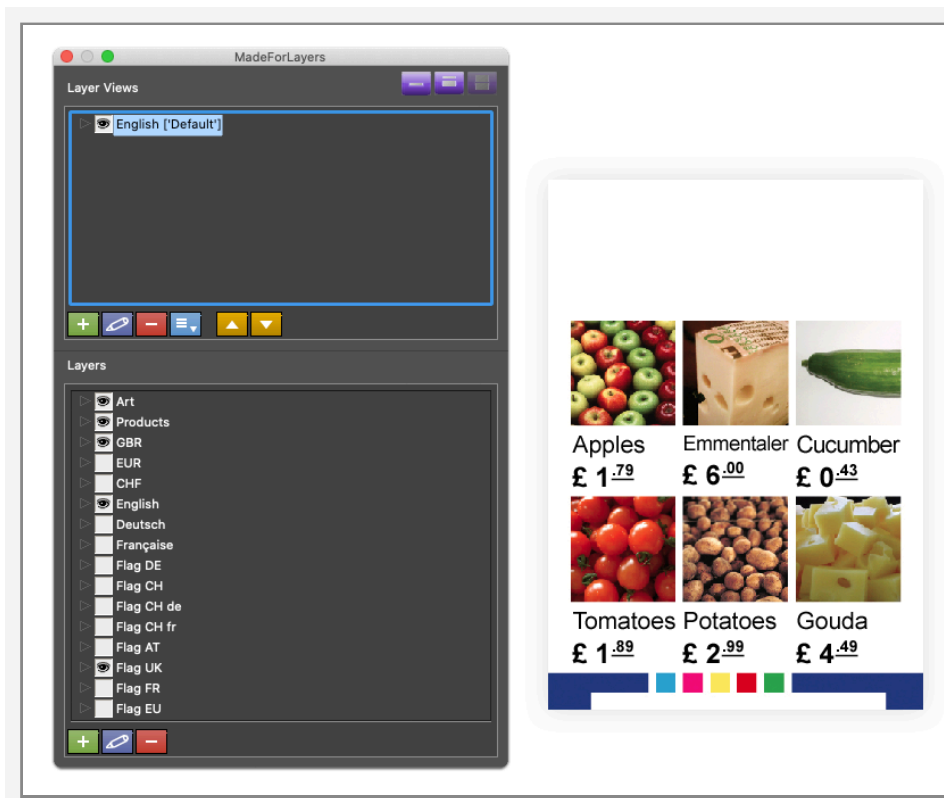 MadeForLayers
Layer Views
English ['Default']
Layers
Art
Products
GBR
EUR
CHF
English
Deutsch
Française
Flag DE
Flag CH
Flag CH de
Flag CH fr
Flag AT
Flag UK
Flag FR
Flag EU
Apples Emmentaler Cucumber
£ 1.79 £ 6.00 £ 0.43
Tomatoes Potatoes Gouda
£ 1.89 £ 2.99 £ 4.49